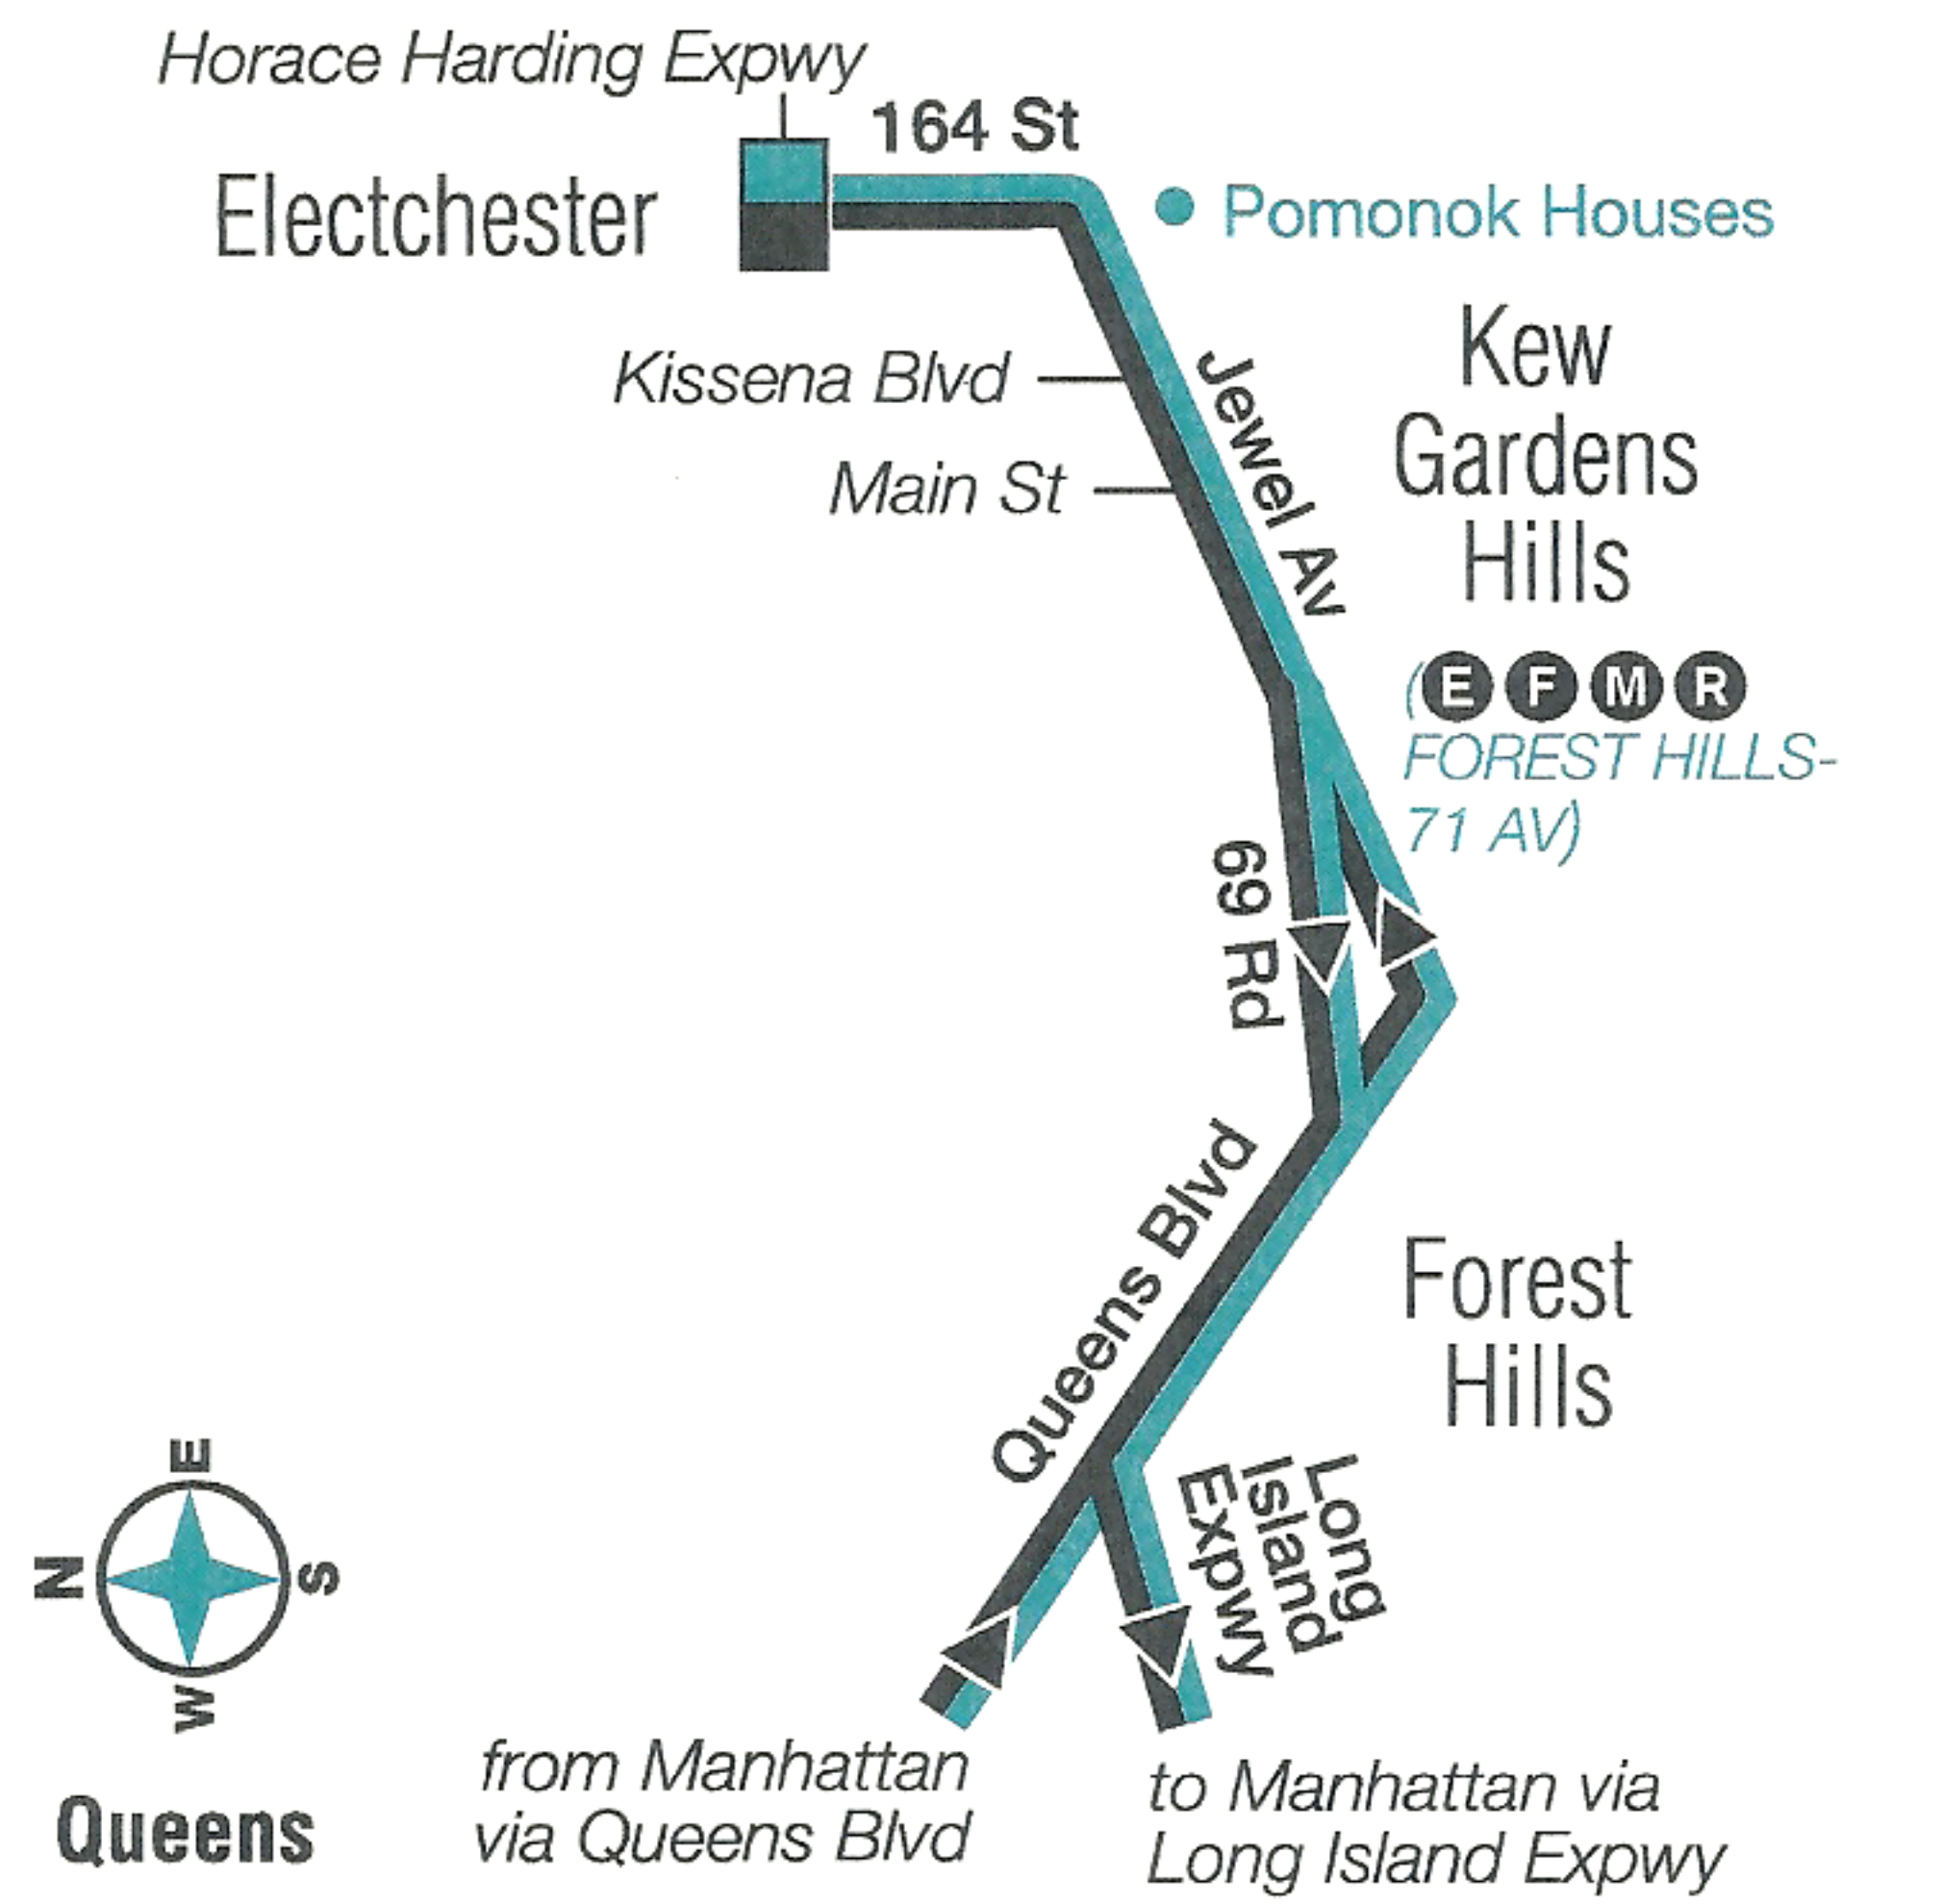 Horace Harding Expwy
164 St
Electchester
Pomonok Houses
Kew
Gardens
Hills
Kissena Blvd
Jewel Av
Main St
(E F M R
FOREST HILLS-
71 AV)
69 Rd
Queens Blvd
Forest
Hills
Long
Island
Expwy
E
N
S
W
Queens
from Manhattan
via Queens Blvd
to Manhattan via
Long Island Expwy